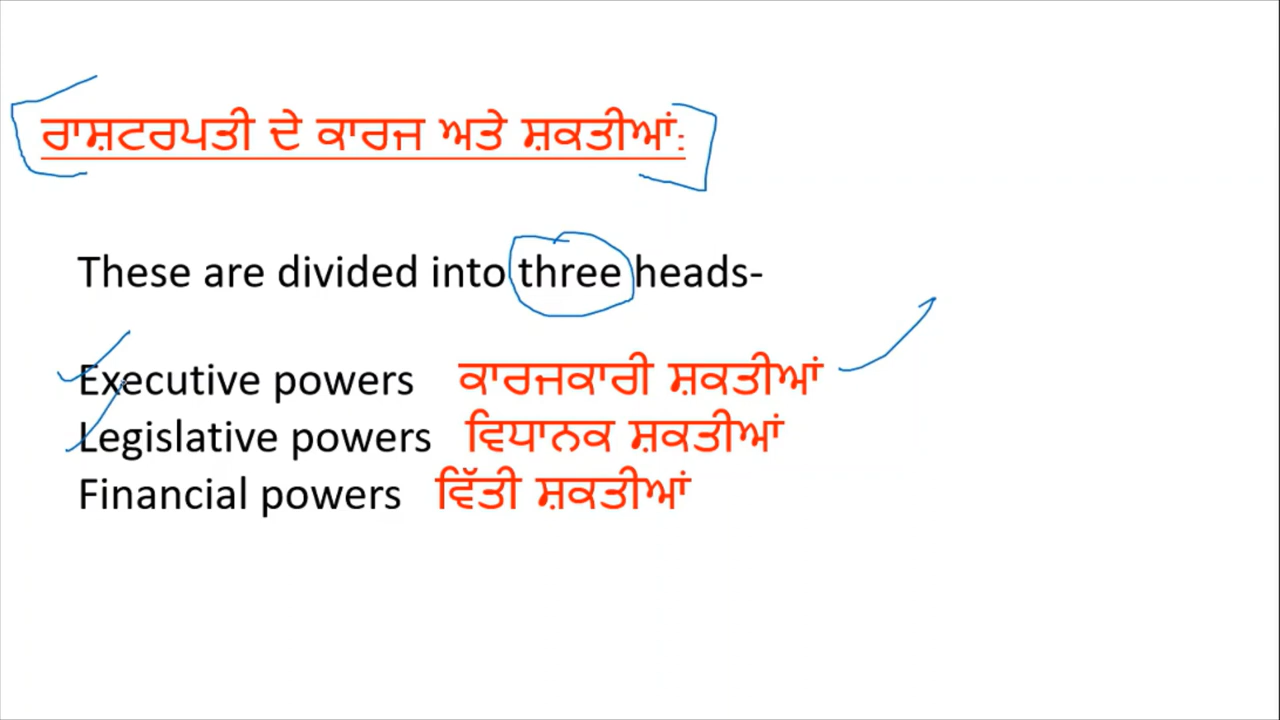 ਰਾਸ਼ਟਰਪਤੀ ਦੇ ਕਾਰਜ ਅਤੇ ਸ਼ਕਤੀਆਂ:
These are divided into three heads-
Executive powers ਕਾਰਜਕਾਰੀ ਸ਼ਕਤੀਆਂ
Legislative powers ਵਿਧਾਨਕ ਸ਼ਕਤੀਆਂ
Financial powers ਵਿੱਤੀ ਸ਼ਕਤੀਆਂ